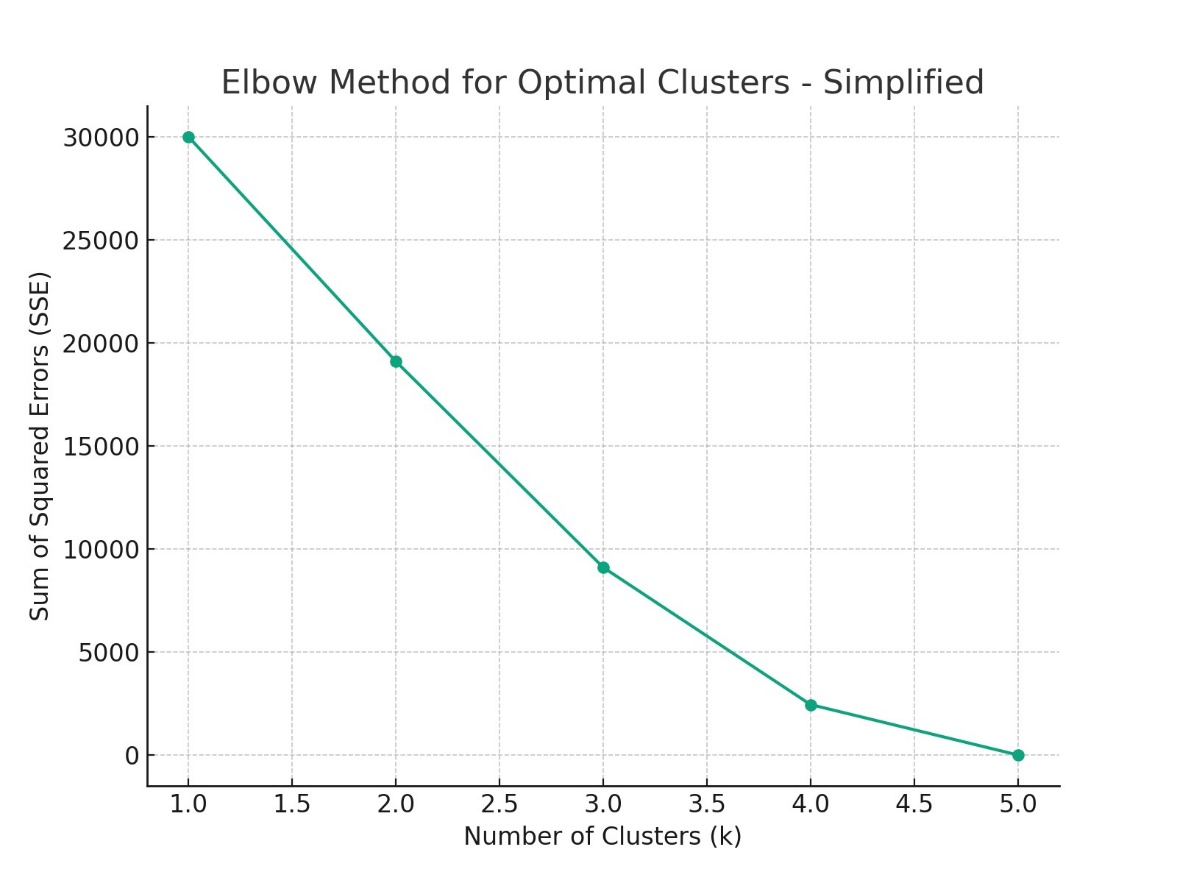 Elbow Method for Optimal Clusters - Simplified
Sum of Squared Errors (SSE)
30000
25000
20000
15000
10000
5000
0
1.0 1.5 2.0 2.5 3.0 3.5 4.0 4.5 5.0
Number of Clusters (k)